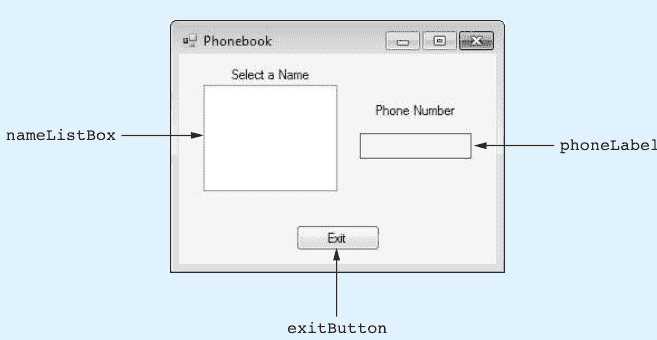 Phonebook
Select a Name
Phone Number
nameListBox
phoneLabel
Exit
exitButton